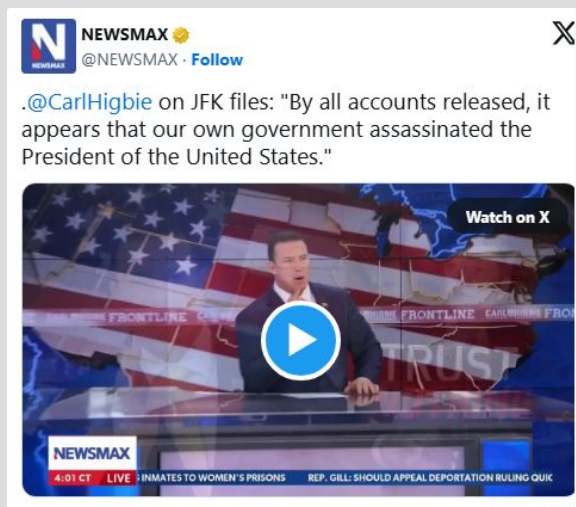 NEWSMAX
@NEWSMAX · Follow
X
NEWSMAX
.@CarlHigbie on JFK files: "By all accounts released, it
appears that our own government assassinated the
President of the United States."
Watch on X
FRONTLINE
FRONTLINE
TRUST
NEWSMAX
4:01 CT LIVE INMATES TO WOMEN'S PRISONS REP. GILL: SHOULD APPEAL DEPORTATION RULING QUIC